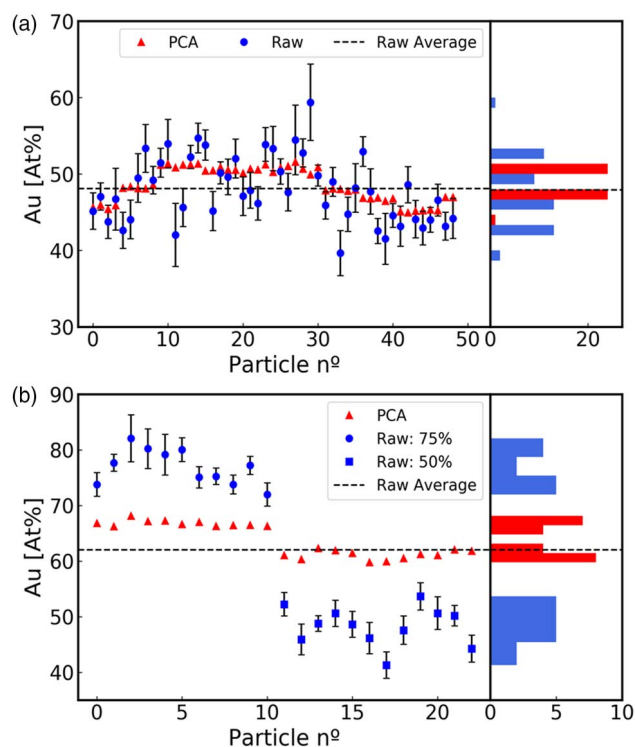 (a)
70
60
50
40
30
Au [At%]
PCA Raw Raw Average
0 10 20 30 40 50 0 20
Particle nº
(b)
90
80
70
60
50
40
Au [At%]
PCA
Raw: 75%
Raw: 50%
Raw Average
0 5 10 15 20 0 5 10
Particle nº